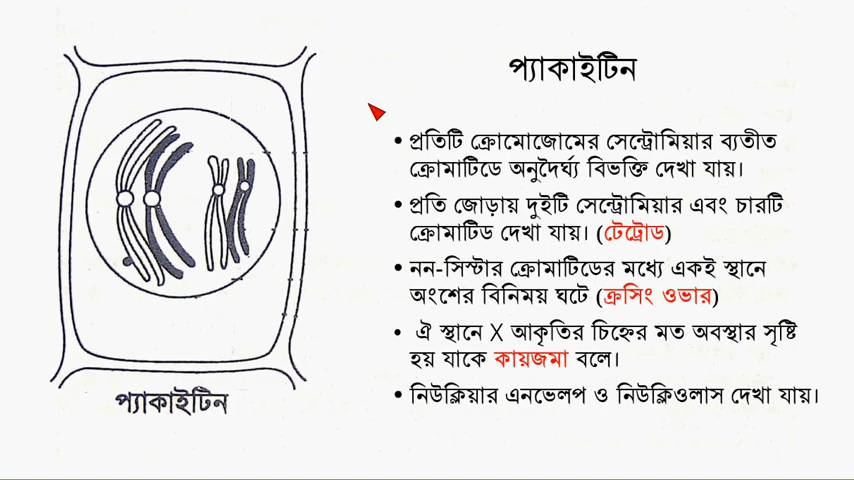 প্যাকাইটিন
• প্রতিটি ক্রোমোজোমের সেন্ট্রোমিয়ার ব্যতীত
ক্রোমাটিডে অনুদৈর্ঘ্য বিভক্তি দেখা যায়।
• প্রতি জোড়ায় দুইটি সেন্ট্রোমিয়ার এবং চারটি
ক্রোমাটিড দেখা যায়। (টেট্রোড)
• নন-সিস্টার ক্রোমাটিডের মধ্যে একই স্থানে
অংশের বিনিময় ঘটে (ক্রসিং ওভার)
• ঐ স্থানে X আকৃতির চিহ্নের মত অবস্থার সৃষ্টি
হয় যাকে কায়জমা বলে।
• নিউক্লিয়ার এনভেলপ ও নিউক্লিওলাস দেখা যায়।
প্যাকাইটিন